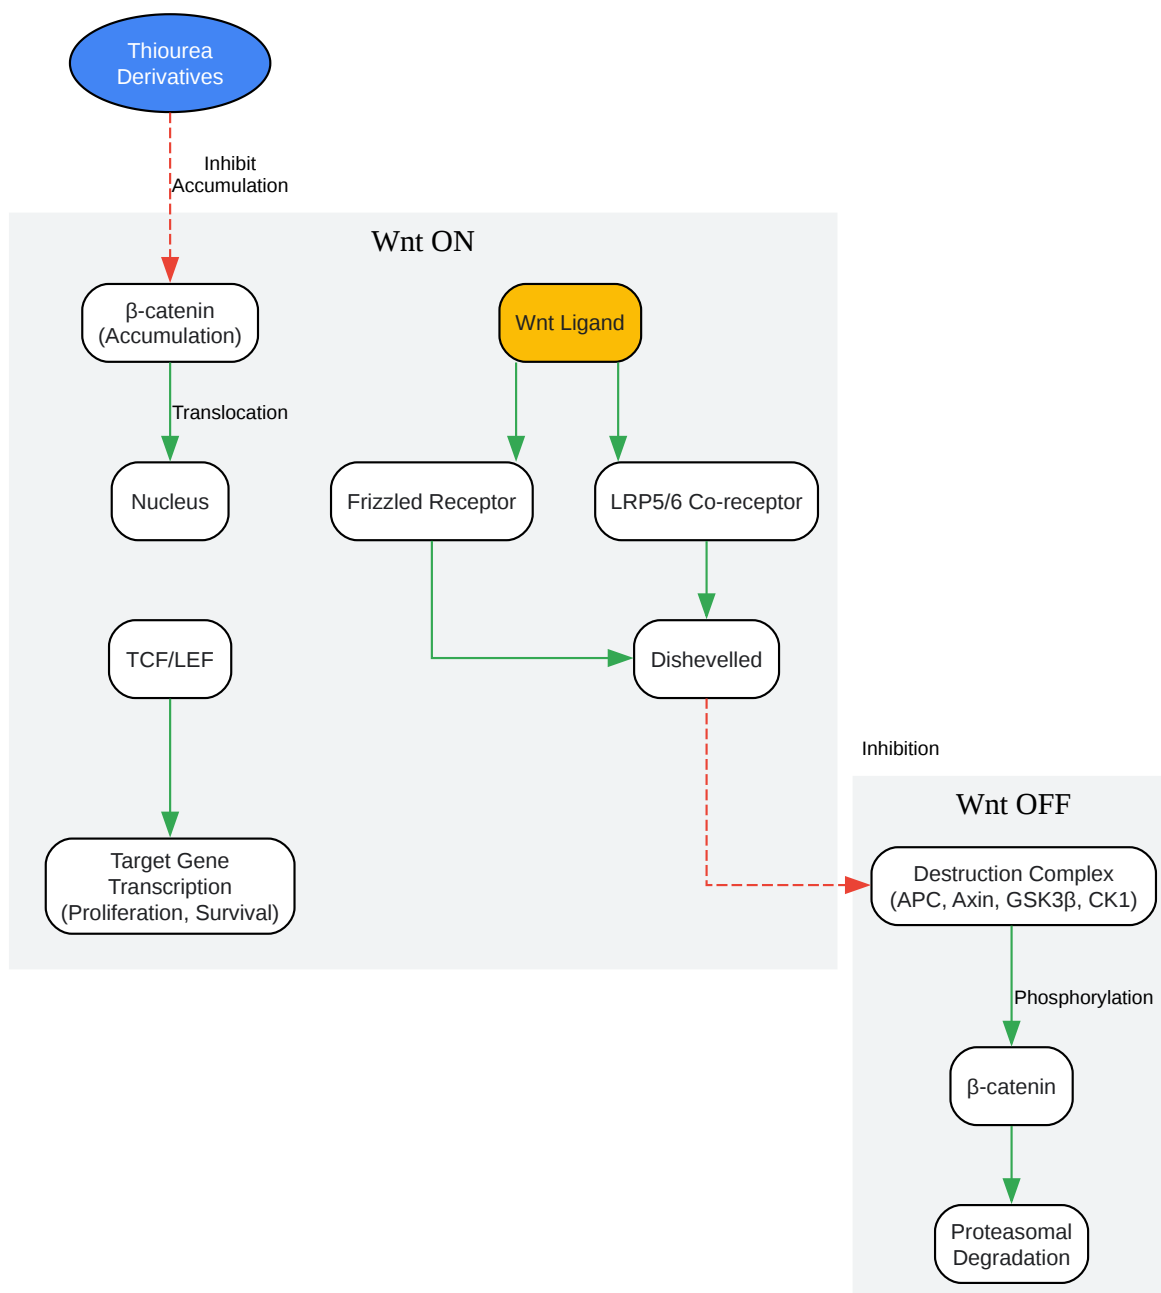 Thiourea
Derivatives
Inhibit
Accumulation
Wnt ON
β-catenin
(Accumulation)
Wnt Ligand
Translocation
Nucleus
Frizzled Receptor
LRP5/6 Co-receptor
TCF/LEF
Dishevelled
Inhibition
Wnt OFF
Target Gene
Transcription
(Proliferation, Survival)
Destruction Complex
(APC, Axin, GSK3β, CK1)
Phosphorylation
β-catenin
Proteasomal
Degradation